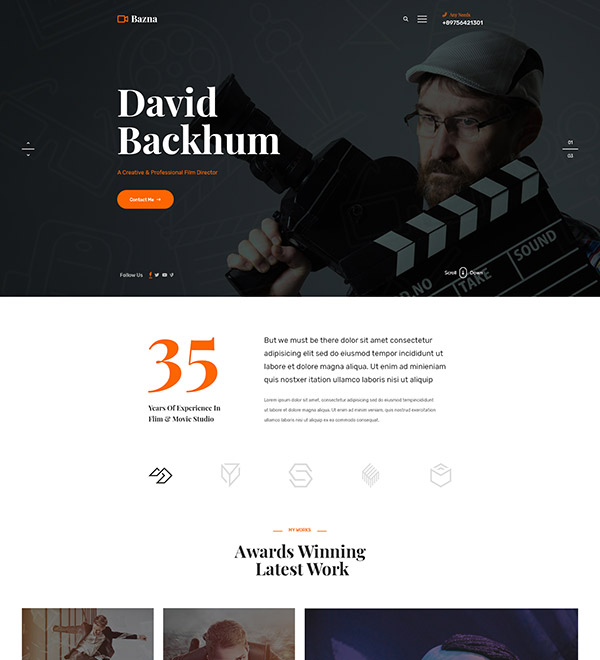 Bazna
Any Needs
+89756421301
David
Backhum
A Creative & Professional Film Director
Contact Me
01
03
Follow Us
Scroll
Down
SOUND
TAKE
NO
35
Years Of Experience In
Flim & Movie Studio
But we must be there dolor sit amet consectetur
adipisicing elit sed do eiusmod tempor incididunt ut
labore et dolore magna aliqua. Ut enim ad minieniam
quis nostxer itation ullamco laboris nisi ut aliquip
Lorem ipsum dolor sit amet, consectetur adipisicing elit, sed do eiusmod tempor incididunt
ut labore et dolore magna aliqua. Ut enim ad minim veniam, quis nostrud exercitation
ullamco laboris nisi ut aliquip ex ea commodo consequat.
MY WORKS
Awards Winning
Latest Work